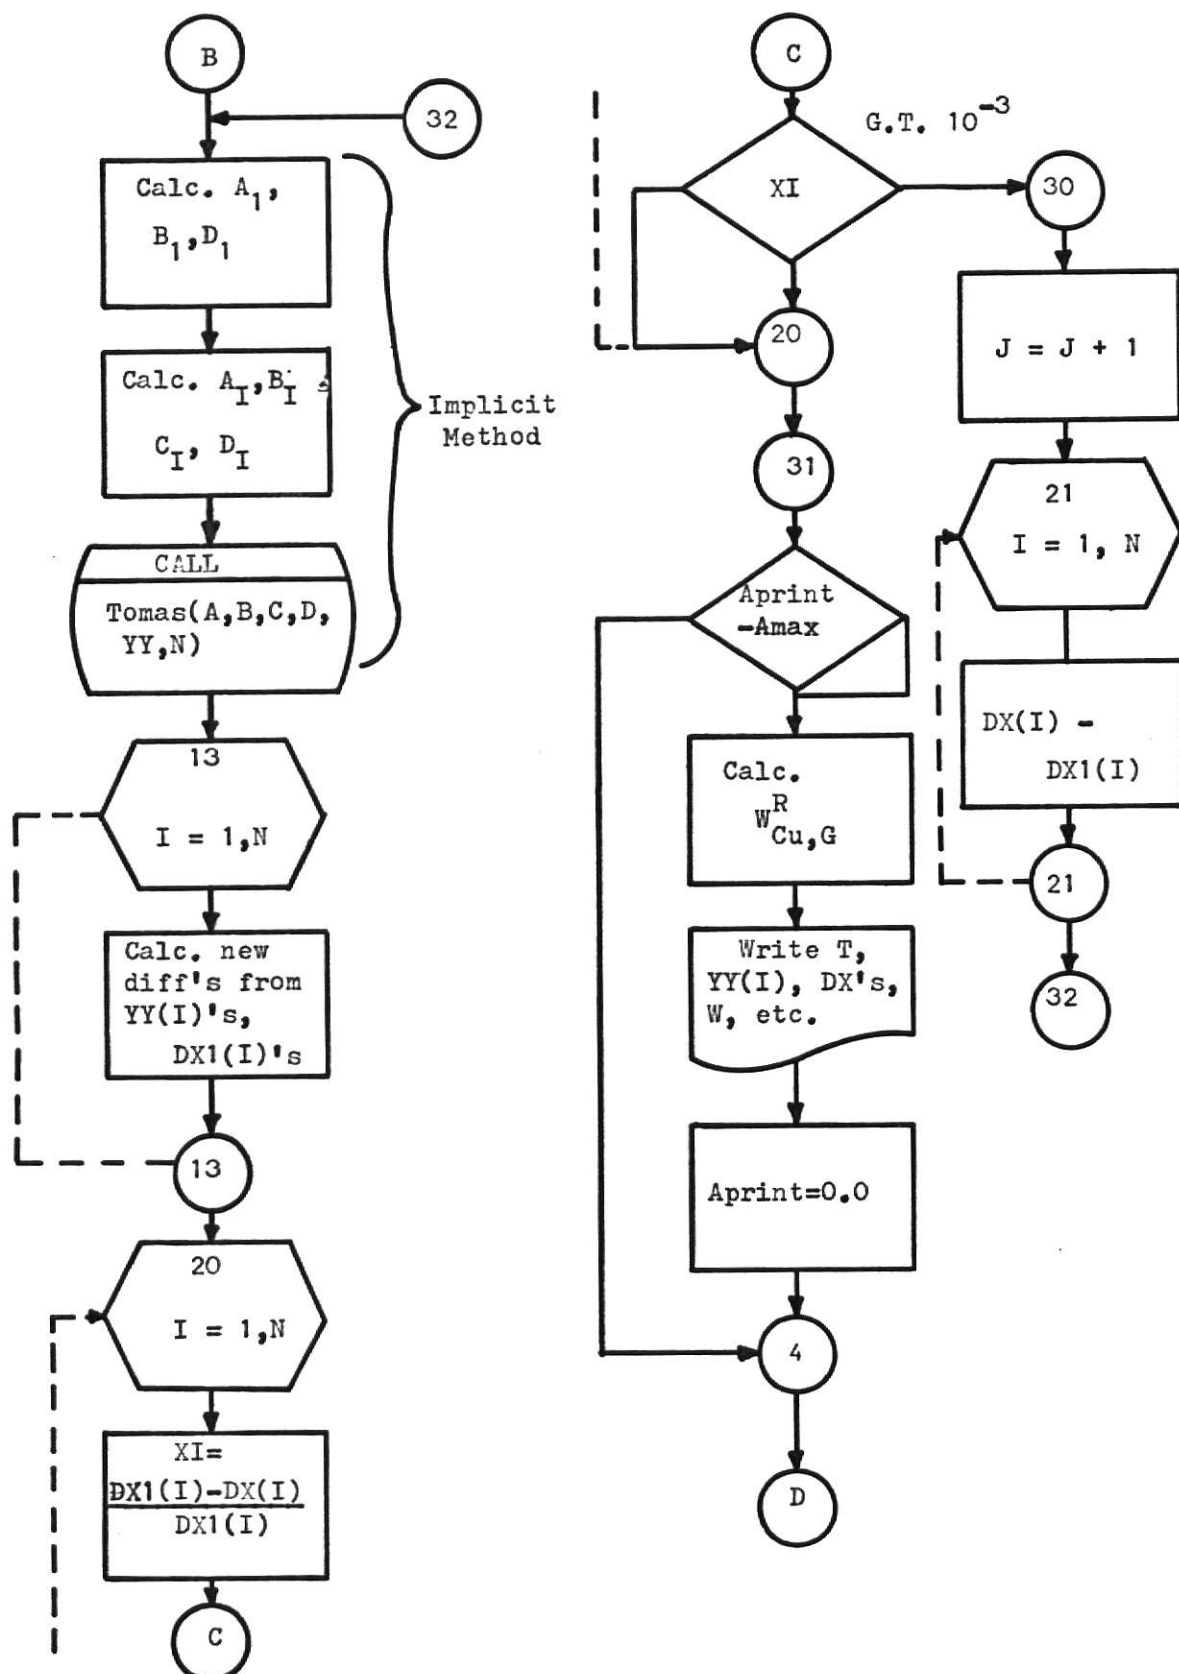 B
32
Calc. A1,
B1,D1
Calc. AI,BI
CI, DI
Implicit
Method
CALL
Tomas(A,B,C,D,
YY,N)
13
I = 1,N
Calc. new
diff's from
YY(I)'s,
DX1(I)'s
13
20
I = 1,N
XI=
DX1(I)-DX(I)
DX1(I)
C
C
G.T. 10-3
XI
30
20
J = J + 1
31
21
I = 1, N
Aprint
-Amax
DX(I) -
DX1(I)
Calc.
WRCu,G
21
Write T,
YY(I), DX's,
W, etc.
32
Aprint=0.0
4
D